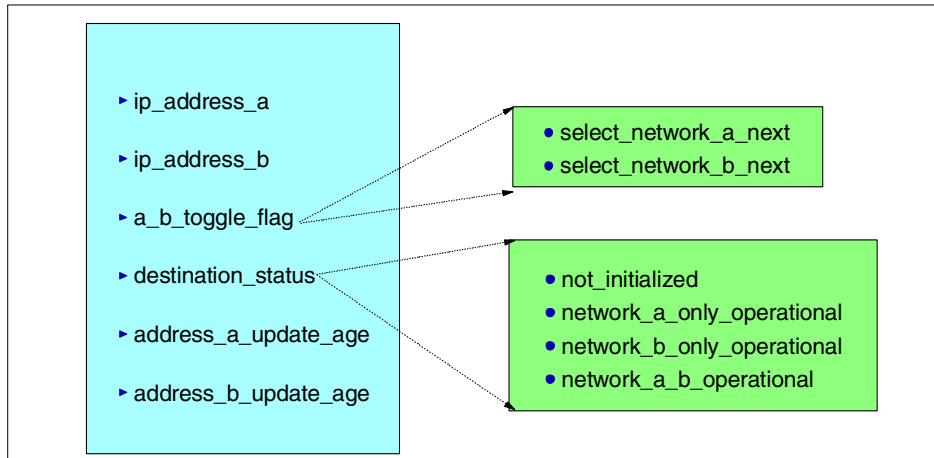 ip_address_a
ip_address_b
a_b_toggle_flag
destination_status
address_a_update_age
address_b_update_age
select_network_a_next
select_network_b_next
not_initialized
network_a_only_operational
network_b_only_operational
network_a_b_operational